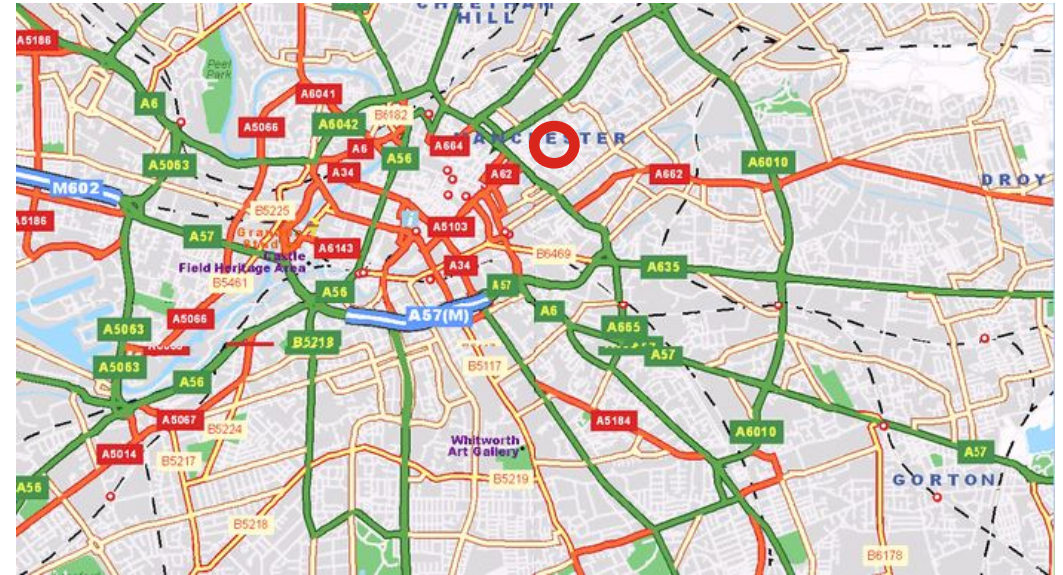 CHEETHAM
HILL
A5186
Peel
Park
A6
A6041
B6182
A5066
A6042
MANCHESTER
A6
A664
A56
A5063
A6010
A34
A62
A662
DROY
M602
B5225
A5186
A57
A5103
A6143
B6469
Castle
Field Heritage Area
A34
A635
B5461
A56
A57
A5066
A57(M)
A6
A5063
A665
B5218
A57
A5063
B5117
A56
A5067
A5184
B5224
A6010
Whitworth
Art Gallery
A5014
B5217
A57
B5219
GORTON
A56
B5218
B6178